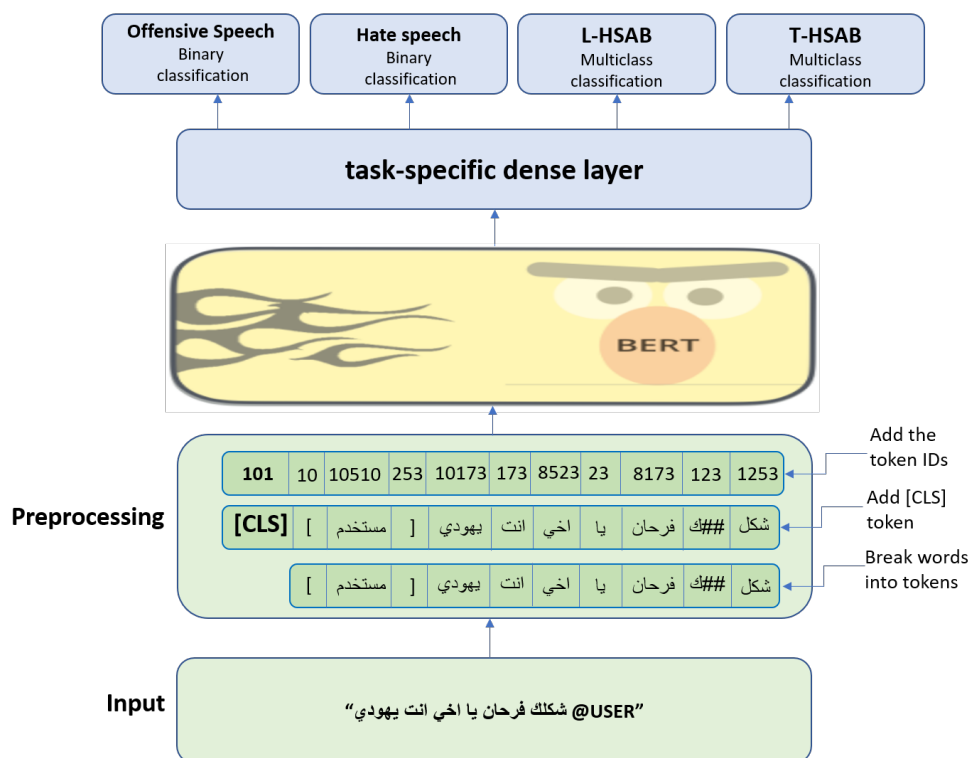 Offensive Speech
Binary
classification
Hate speech
Binary
classification
L-HSAB
Multiclass
classification
T-HSAB
Multiclass
classification
task-specific dense layer
BERT
Preprocessing
101 10 10510 253 10173 173 8523 23 8173 123 1253
Add the
token IDs
[CLS] [ مستخدم ] يهودي انت اخي يا فرحان ك## شكل
Add [CLS]
token
[ مستخدم ] يهودي انت اخي يا فرحان ك## شكل
Break words
into tokens
Input
“شكلك فرحان يا اخي انت يهودي @USER”